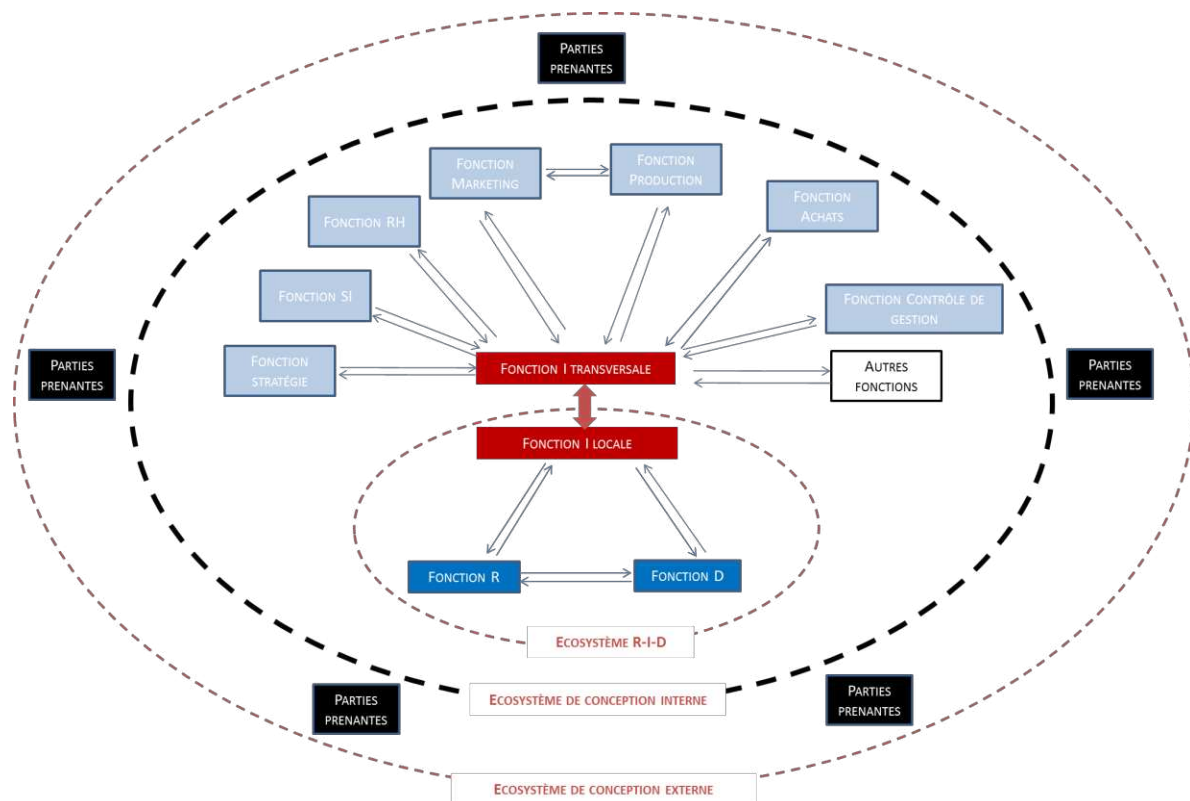 PARTIES
PRENANTES
FONCTION
MARKETING
FONCTION
PRODUCTION
FONCTION RH
FONCTION
ACHATS
FONCTION SI
FONCTION CONTRÔLE DE
GESTION
PARTIES
PRENANTES
FONCTION
STRATÉGIE
FONCTION I TRANSVERSALE
AUTRES
FONCTIONS
PARTIES
PRENANTES
FONCTION I LOCALE
FONCTION R
FONCTION D
ECOSYSTÈME R-I-D
PARTIES
PRENANTES
ECOSYSTÈME DE CONCEPTION INTERNE
PARTIES
PRENANTES
ECOSYSTÈME DE CONCEPTION EXTERNE